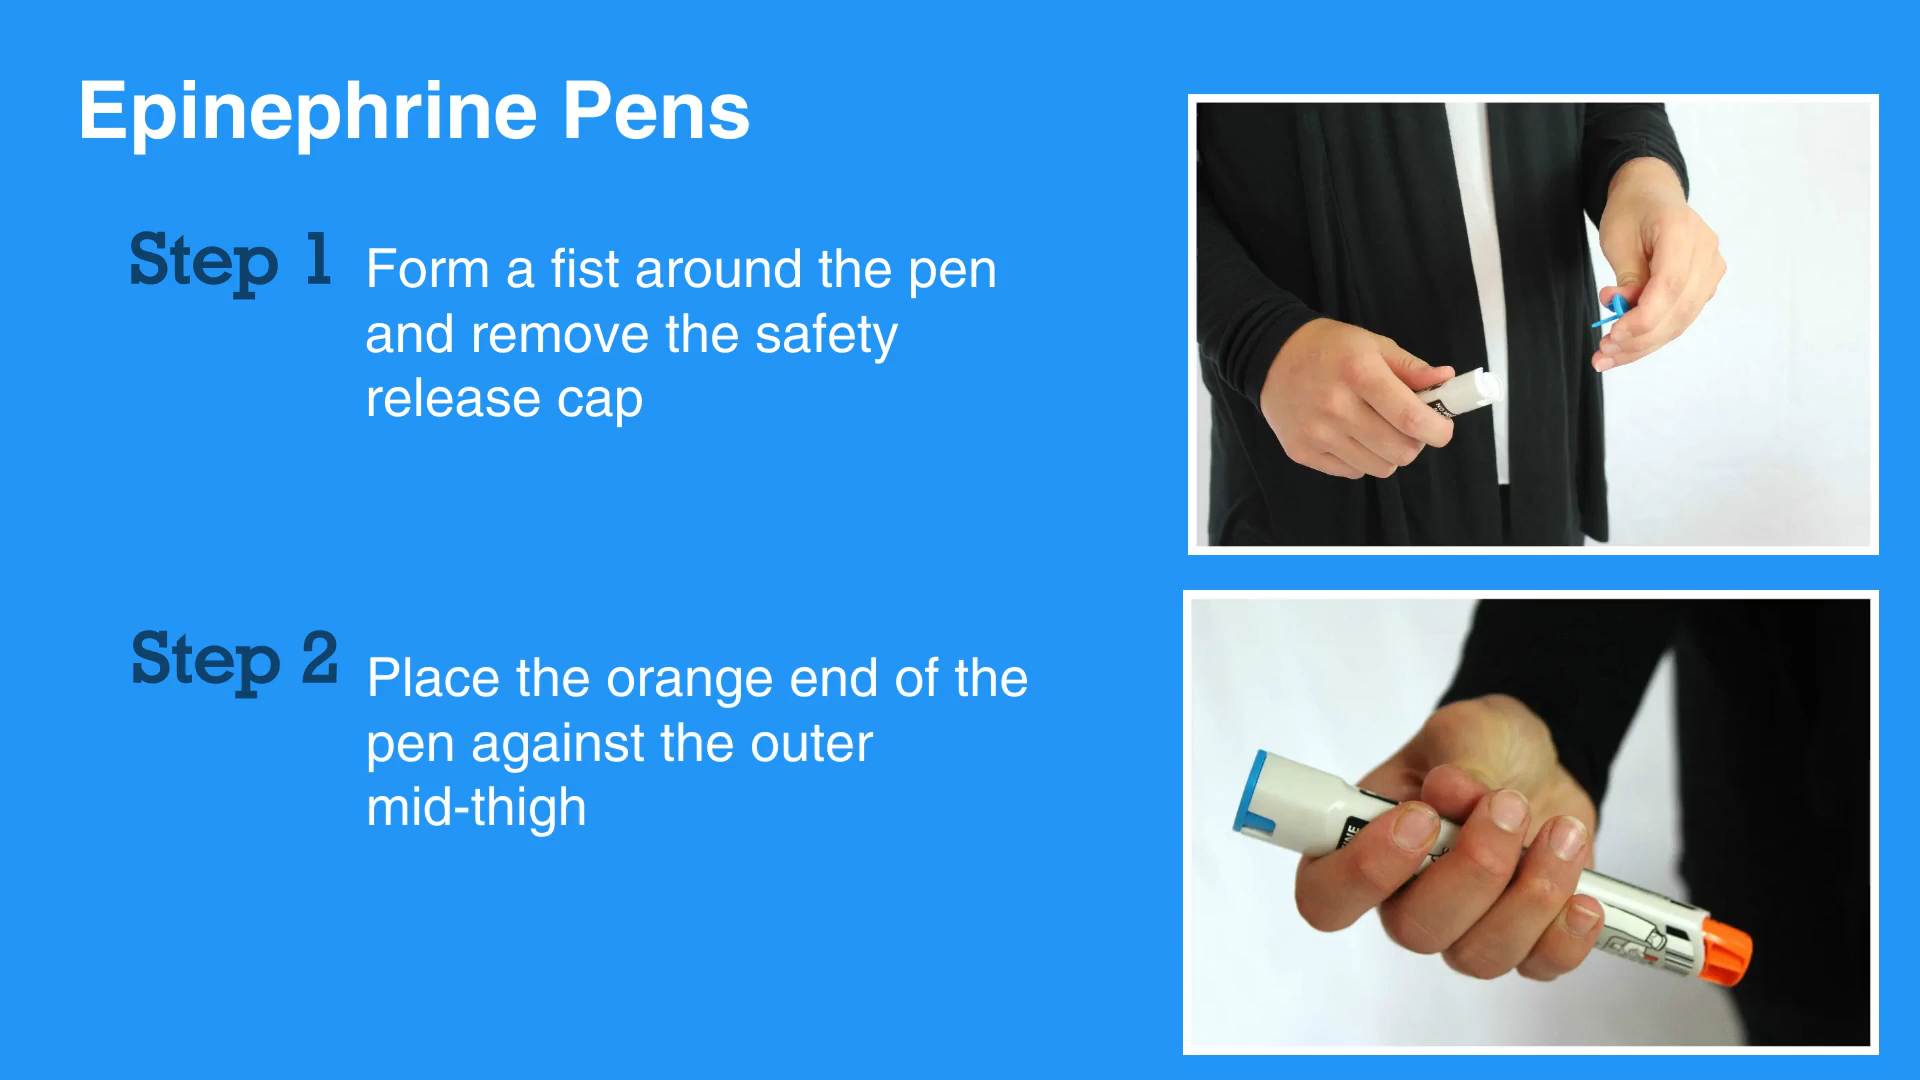 Epinephrine Pens
Step 1
Form a fist around the pen
and remove the safety
release cap
Step 2
Place the orange end of the
pen against the outer
mid-thigh